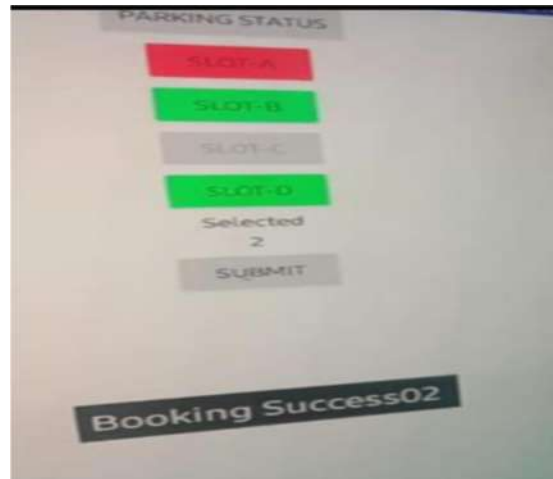 PARKING STATUS
SLOT-A
SLOT-B
SLOT-C
SLOT-D
Selected
2
SUBMIT
Booking Success02